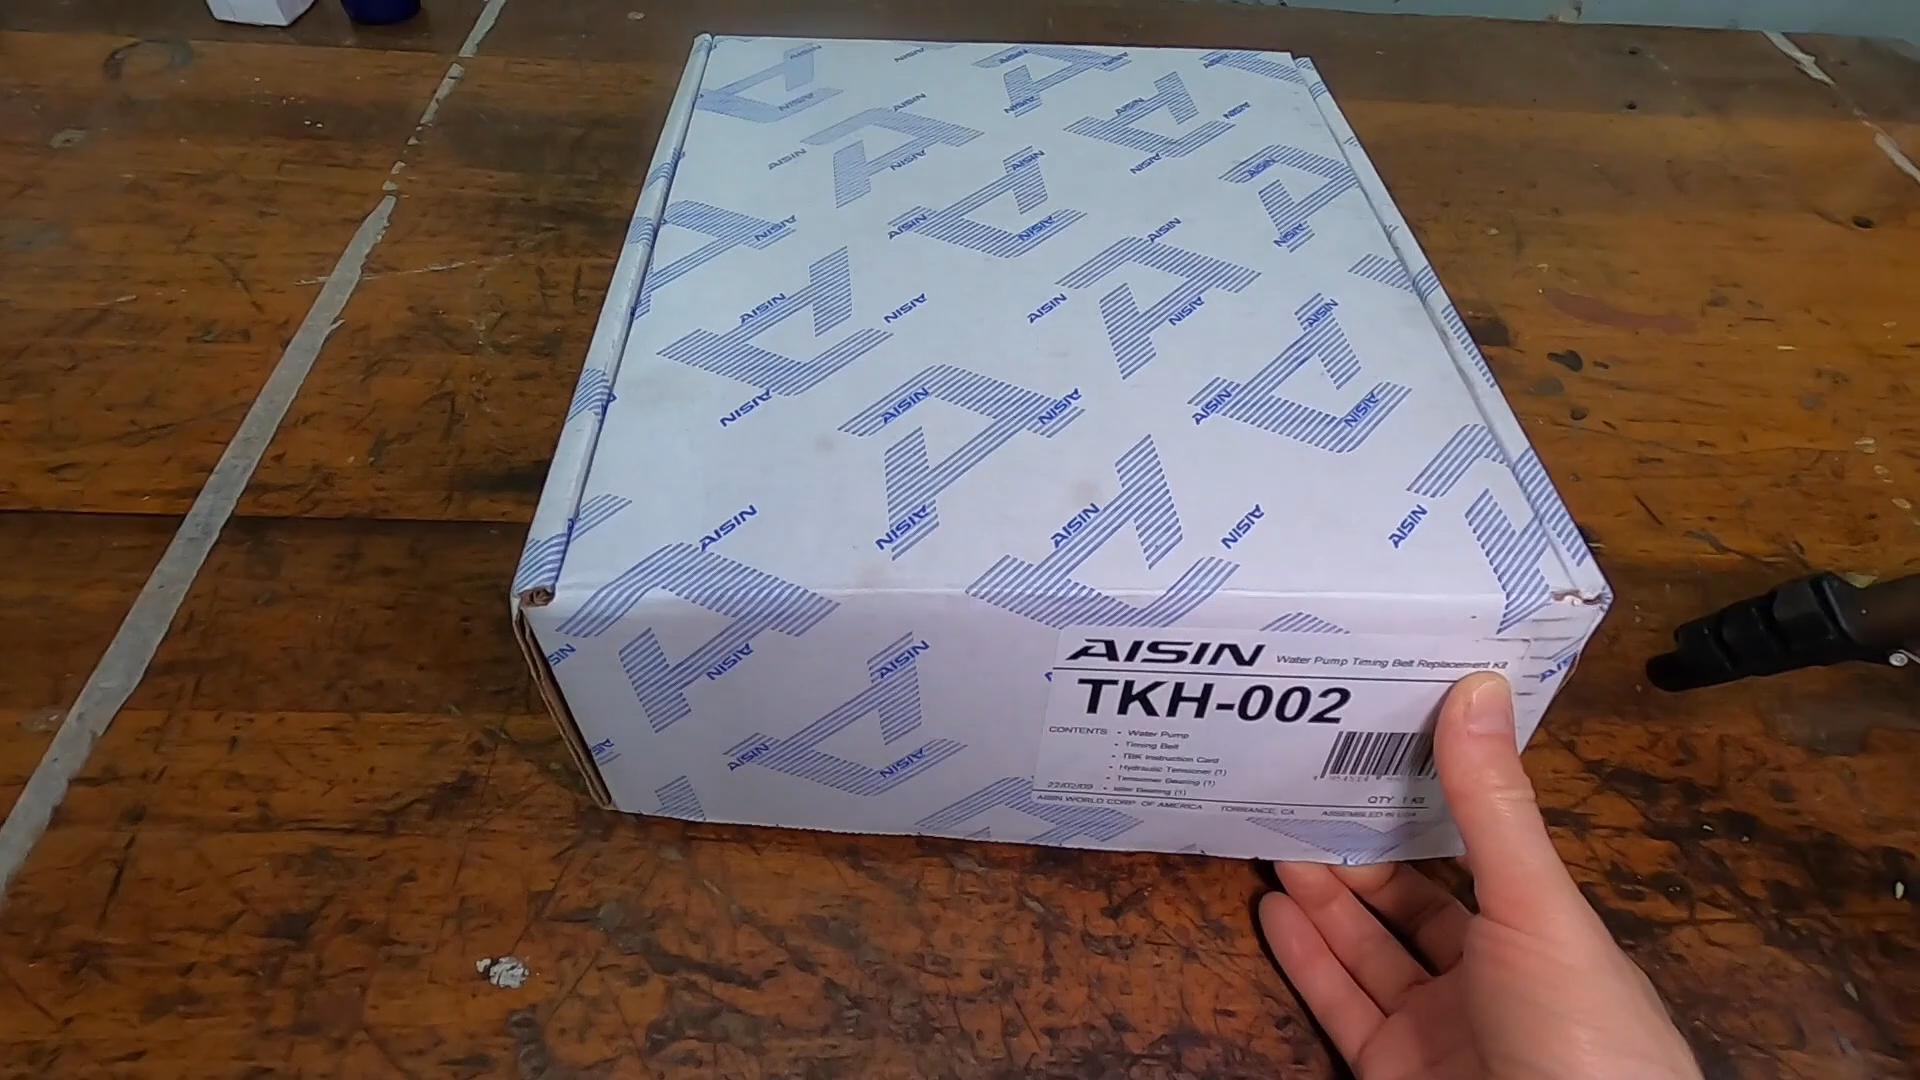 AISIN Water Pump Timing Belt Replacement Kit
TKH-002
CONTENTS • Water Pump
• Timing Belt
• TBK Instruction Card
• Hydraulic Tensioner (1)
• Tensioner Bearing (1)
22/02/09 • Idler Bearing (1)
QTY 1 Kit
AISIN WORLD CORP. OF AMERICA TORRANCE, CA ASSEMBLED IN USA
AISIN